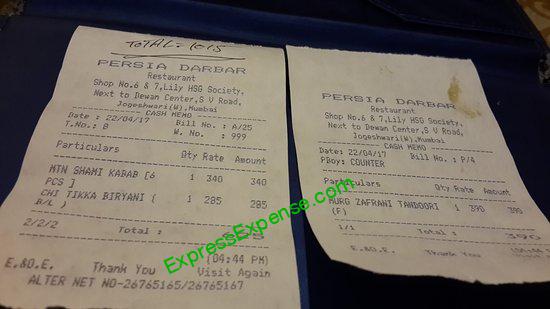 TOTAL: 1015
PERSIA DARBAR
Restaurant
Shop No.6 & 7,Lily HSG Society,
Next to Dewan Center,S V Road,
Jogeshwari(W),Mumbai
CASH MEMO
Date : 22/04/17 Bill No. : A/25
T.No.: B W. No. : 999
Particulars Qty Rate Amount
MTN SHAMI KABAB [6 1 340 340
PCS ]
CHI TIKKA BIRYANI ( 1 285 285
B/L )
2/2/2 Total :
(04:44 PM)
E.&O.E. Thank You Visit Again
ALTER NET NO-26765165/26765167
PERSIA DARBAR
Restaurant
Shop No.6 & 7,Lily HSG Society,
Next to Dewan Center,S V Road,
Jogeshwari(W),Mumbai
CASH MEMO
Date: 22/04/17 Bill No. : P/4
PBoy: COUNTER
Particulars Qty Rate Amount
MURG ZAFRANI TANDOORI 1 390 390
(F)
1/1 Total : 390
(04:44 PM)
E.&O.E. Thank You
ExpressExpense.com